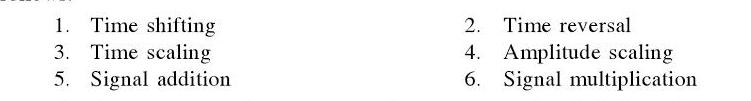 1. Time shifting 2. Time reversal
3. Time scaling 4. Amplitude scaling
5. Signal addition 6. Signal multiplication